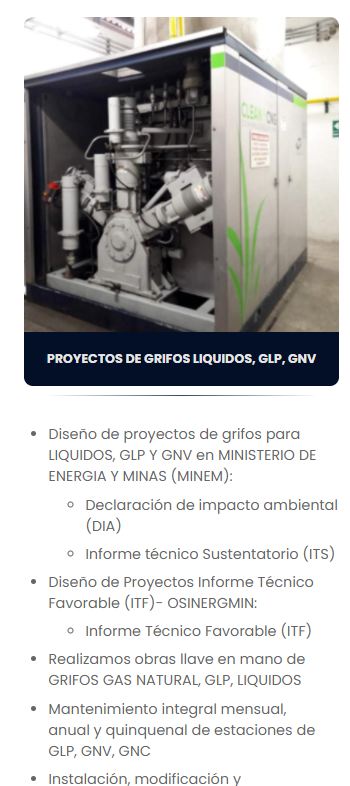 CLEAN CNG
PROYECTOS DE GRIFOS LIQUIDOS, GLP, GNV
• Diseño de proyectos de grifos para
LIQUIDOS, GLP Y GNV en MINISTERIO DE
ENERGIA Y MINAS (MINEM):
◦ Declaración de impacto ambiental
(DIA)
◦ Informe técnico Sustentatorio (ITS)
• Diseño de Proyectos Informe Técnico
Favorable (ITF)- OSINERGMIN:
◦ Informe Técnico Favorable (ITF)
• Realizamos obras llave en mano de
GRIFOS GAS NATURAL, GLP, LIQUIDOS
• Mantenimiento integral mensual,
anual y quinquenal de estaciones de
GLP, GNV, GNC
• Instalación, modificación y